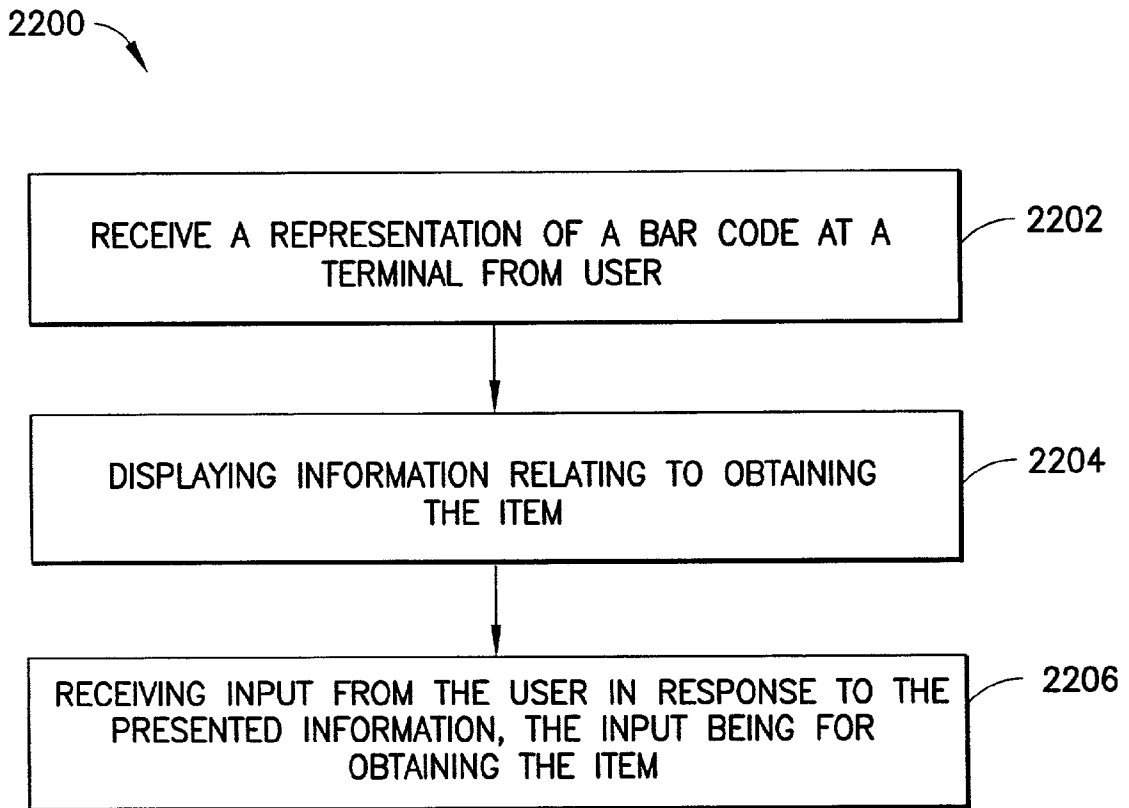 2200
RECEIVE A REPRESENTATION OF A BAR CODE AT A
TERMINAL FROM USER
2202
DISPLAYING INFORMATION RELATING TO OBTAINING
THE ITEM
2204
RECEIVING INPUT FROM THE USER IN RESPONSE TO THE
PRESENTED INFORMATION, THE INPUT BEING FOR
OBTAINING THE ITEM
2206